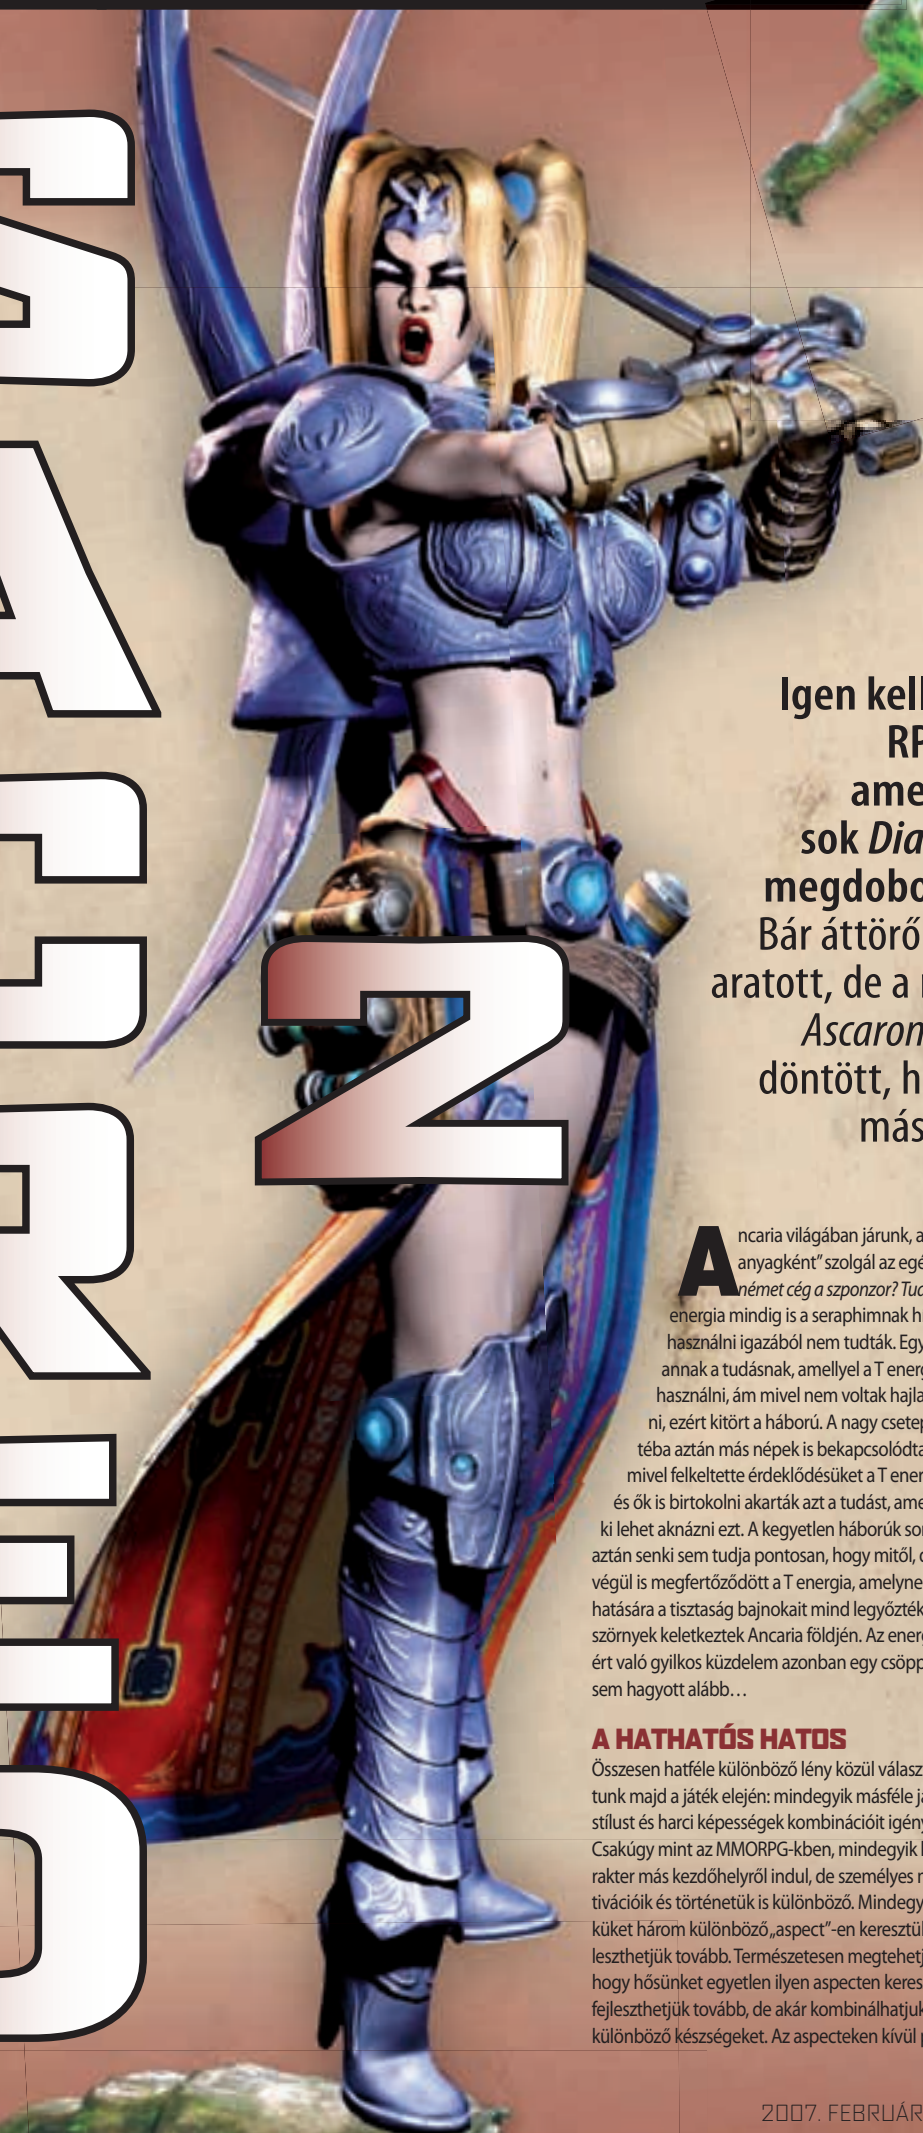 SACRED
2
Igen kell
RP
ame
sok Dia
megdobo
Bár áttörő
aratott, de a
Ascaron
döntött, h
más
Ancaria világában járunk, a
anyagként” szolgál az egé
német cég a szponzor? Tud
energia mindig is a seraphimnak h
használni igazából nem tudták. Egy
annak a tudásnak, amellyel a T energ
használni, ám mivel nem voltak hajla
ni, ezért kitört a háború. A nagy csetep
téba aztán más népek is bekapcsolódta
mivel felkeltette érdeklődésüket a T ener
és ők is birtokolni akarták azt a tudást, ame
ki lehet aknázni ezt. A kegyetlen háborúk sor
aztán senki sem tudja pontosan, hogy mitől, d
végül is megfertőződött a T energia, amelyne
hatására a tisztaság bajnokait mind legyőzték
szörnyek keletkeztek Ancaria földjén. Az energ
ért való gyilkos küzdelem azonban egy csöpp
sem hagyott alább…
A HATHATÓS HATOS
Összesen hatféle különböző lény közül választ
tunk majd a játék elején: mindegyik másféle já
stílust és harci képességek kombinációit igény
Csakúgy mint az MMORPG-kben, mindegyik k
rakter más kezdőhelyről indul, de személyes m
tivációik és történetük is különböző. Mindegy
küket három különböző „aspect”-en keresztül
leszthetjük tovább. Természetesen megtehetj
hogy hősünket egyetlen ilyen aspecten keres
fejleszthetjük tovább, de akár kombinálhatjuk
különböző készségeket. Az aspecteken kívül p
2007. FEBRUÁR